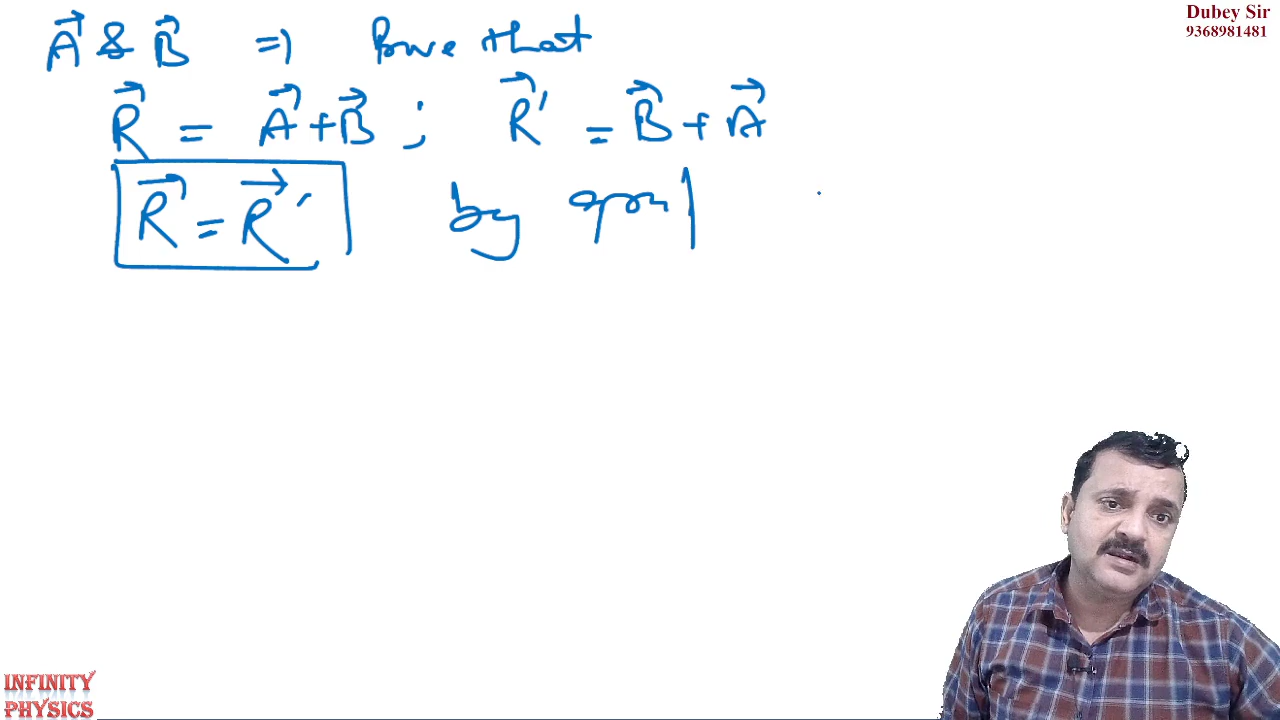 Dubey Sir
9368981481
A⃗ & B⃗ ⇒ Prove that
R⃗ = A⃗ + B⃗ ; R⃗' = B⃗ + A⃗
R⃗ = R⃗' by
INFINITY
PHYSICS